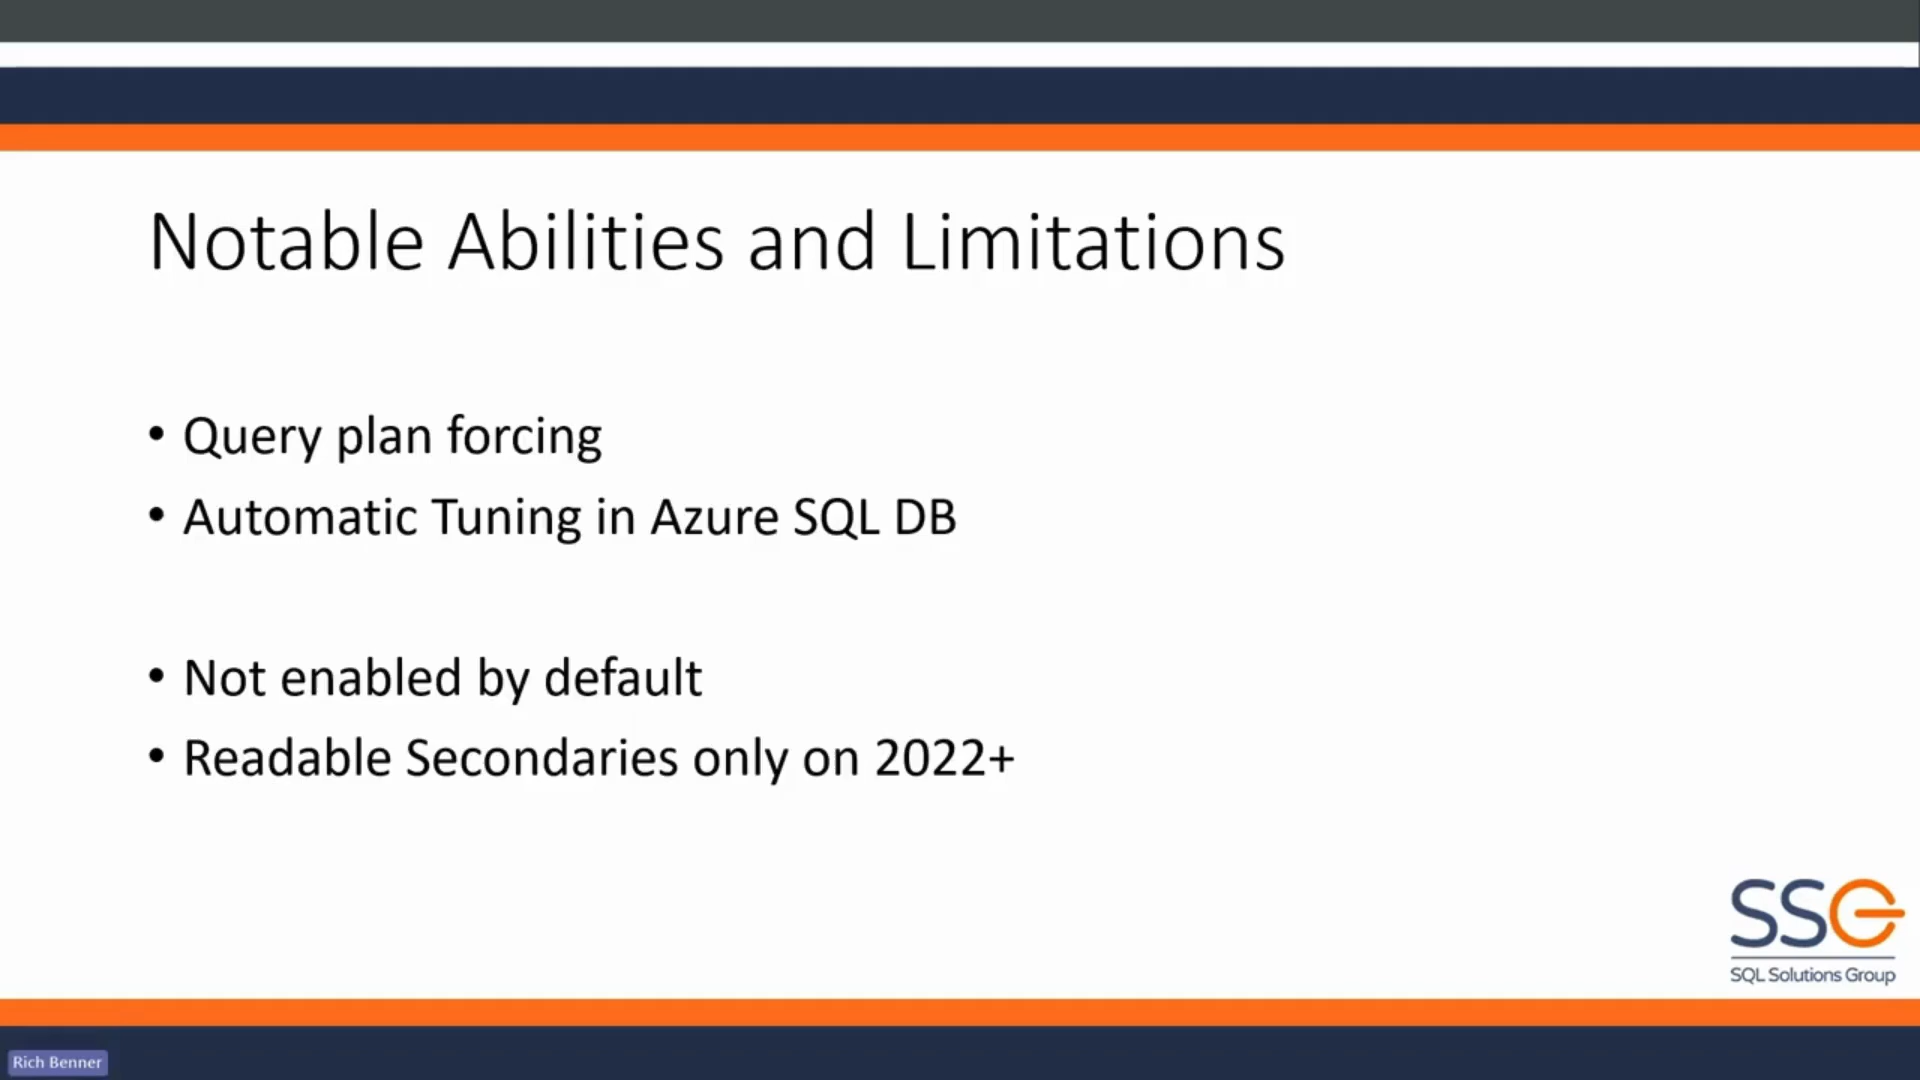 Notable Abilities and Limitations
• Query plan forcing
• Automatic Tuning in Azure SQL DB
• Not enabled by default
• Readable Secondaries only on 2022+
SSG
SQL Solutions Group
Rich Benner